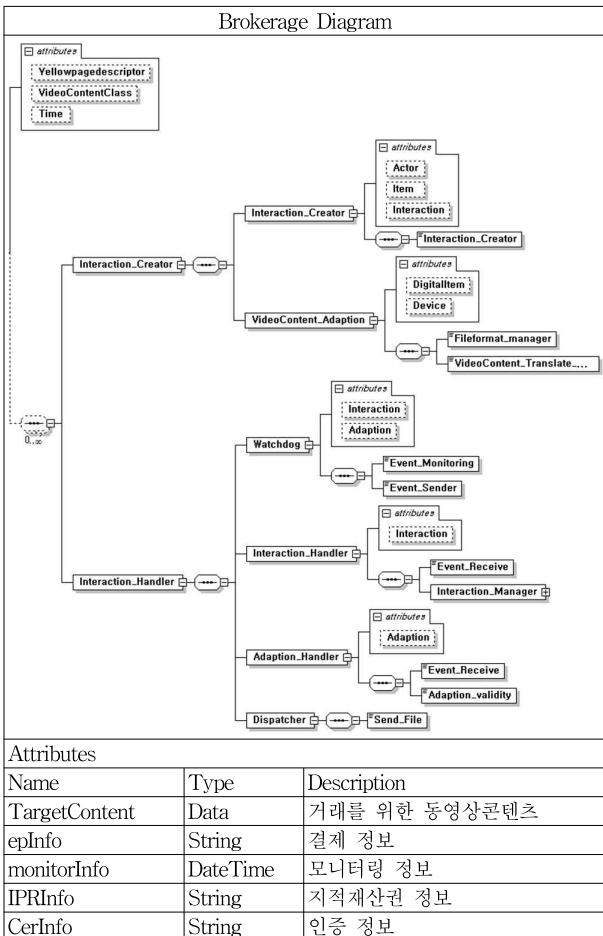 Brokerage Diagram
attributes
Yellowpagedescriptor
VideoContentClass
Time
attributes
Actor
Item
Interaction
Interaction_Creator
Interaction_Creator
Interaction_Creator
attributes
DigitalItem
Device
VideoContent_Adaption
Fileformat_manager
VideoContent_Translate_...
attributes
Interaction
Adaption
0..∞
Watchdog
Event_Monitoring
Event_Sender
attributes
Interaction
Interaction_Handler
Event_Receive
Interaction_Handler
Interaction_Manager
attributes
Adaption
Adaption_Handler
Event_Receive
Adaption_validity
Dispatcher
Send_File
Attributes
Name Type Description
TargetContent Data 거래를 위한 동영상콘텐츠
epInfo String 결제 정보
monitorInfo DateTime 모니터링 정보
IPRInfo String 지적재산권 정보
CerInfo String 인증 정보